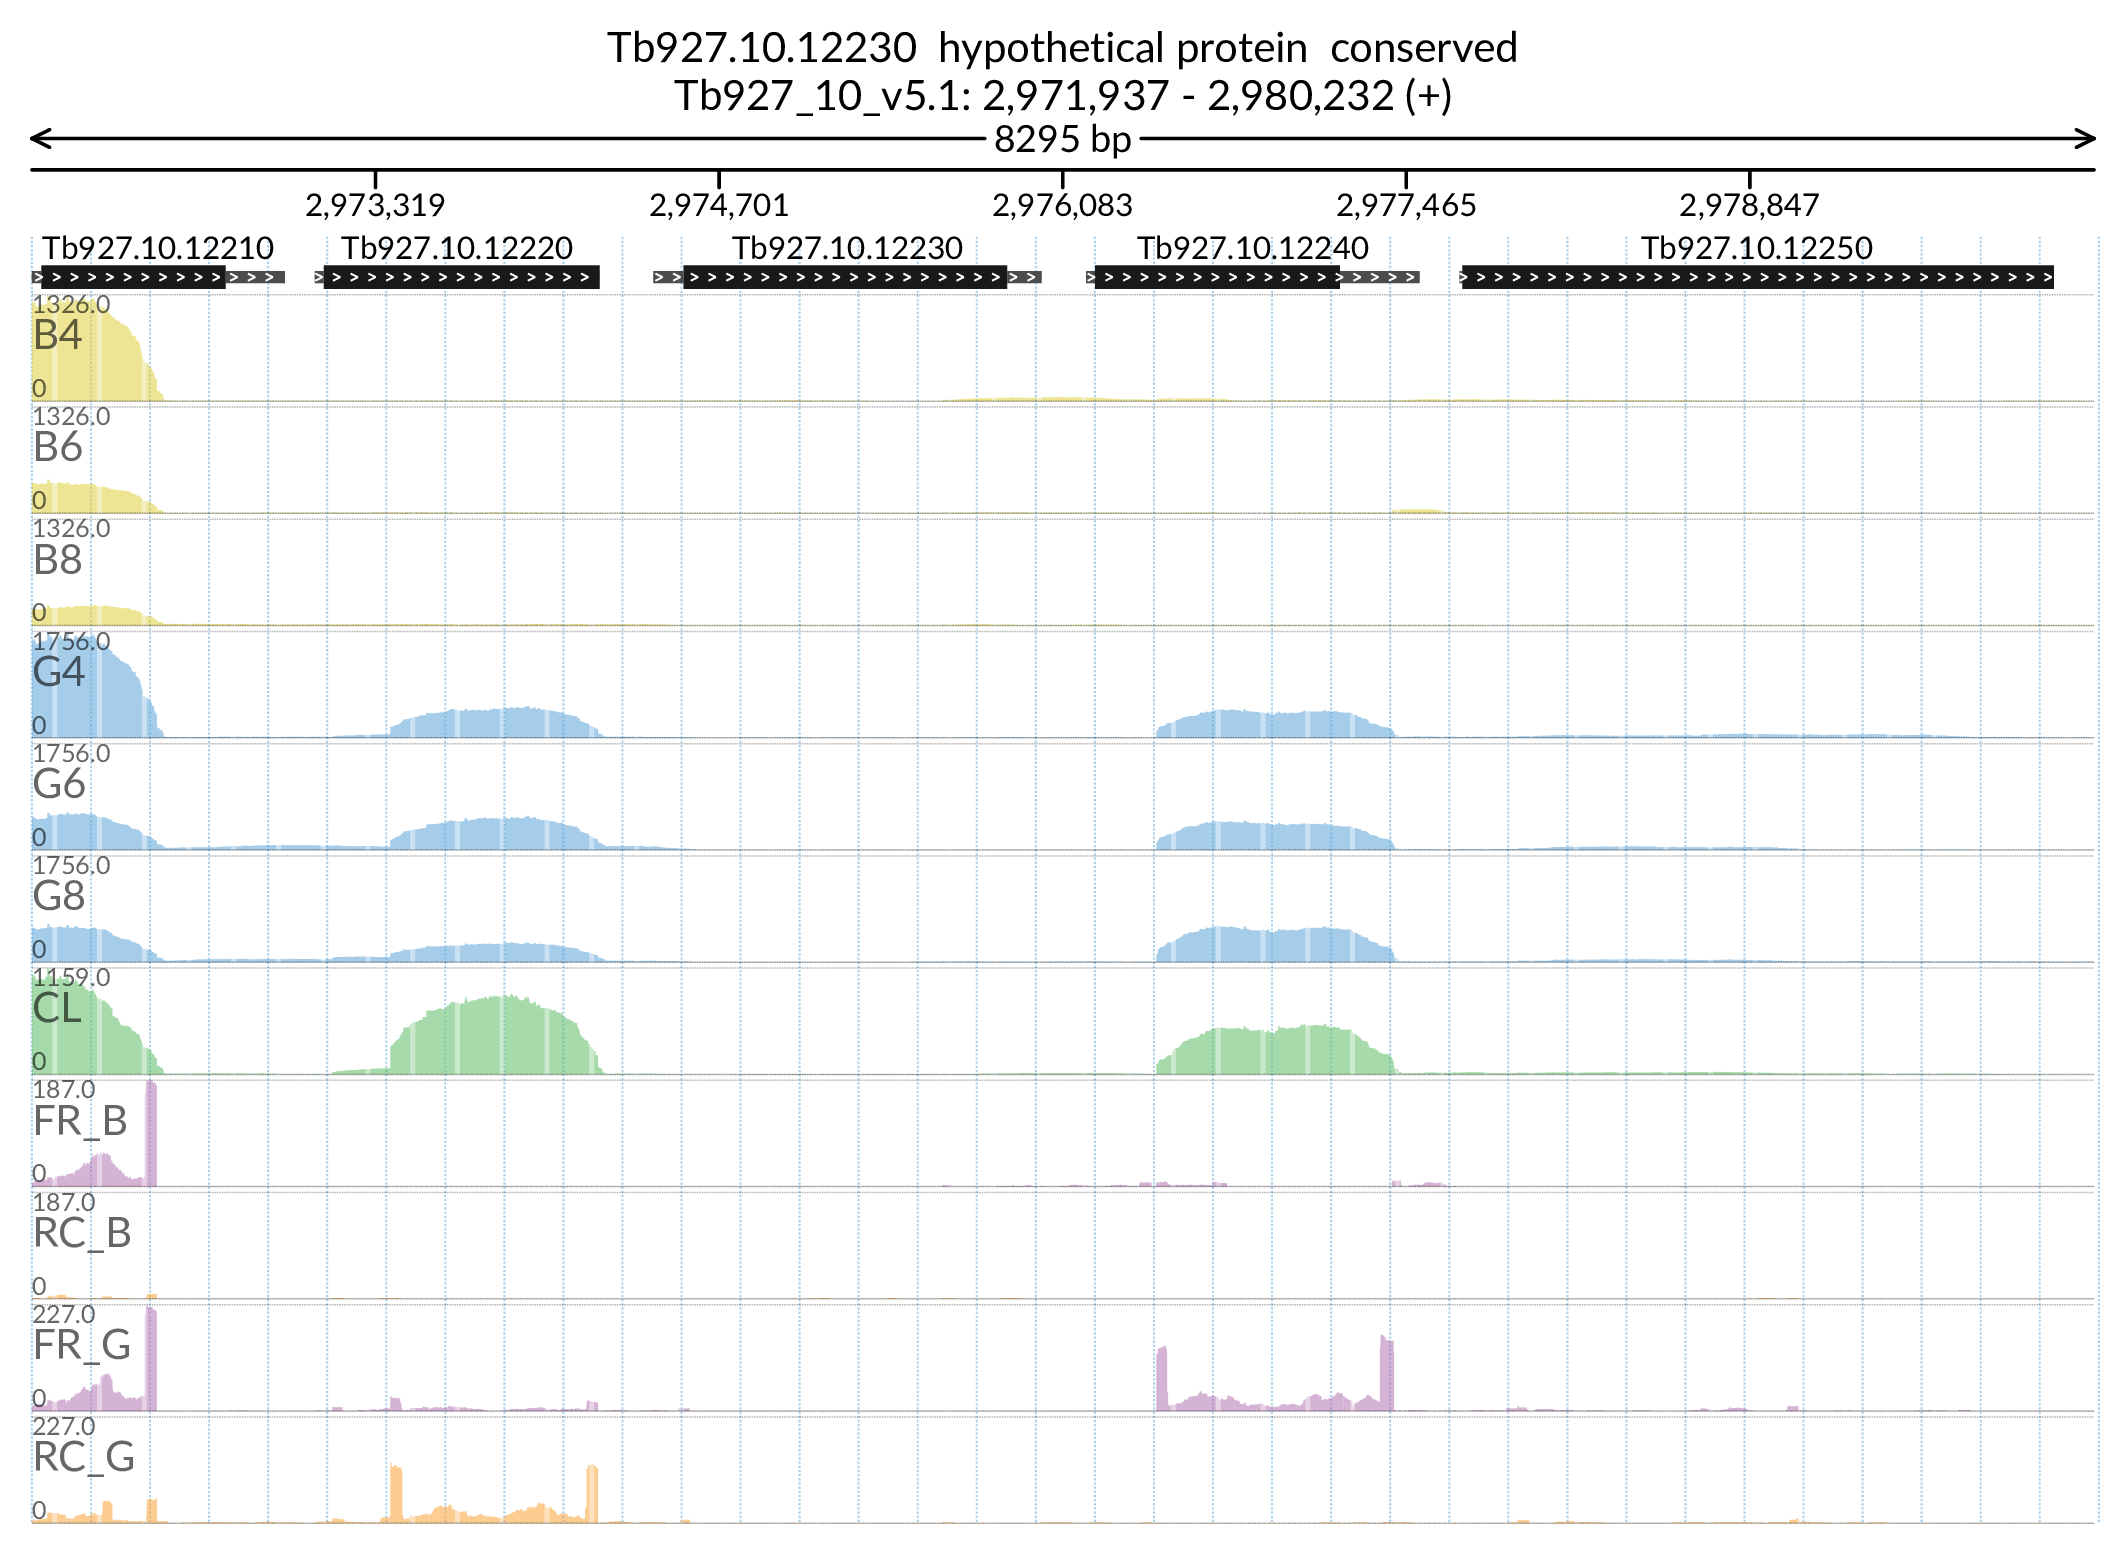 Tb927.10.12230 hypothetical protein conserved
Tb927_10_v5.1: 2,971,937 - 2,980,232 (+)
8295 bp
2,973,319 2,974,701 2,976,083 2,977,465 2,978,847
Tb927.10.12210 Tb927.10.12220 Tb927.10.12230 Tb927.10.12240 Tb927.10.12250
1326.0
B4
0
1326.0
B6
0
1326.0
B8
0
1756.0
G4
0
1756.0
G6
0
1756.0
G8
0
1159.0
CL
0
187.0
FR_B
0
187.0
RC_B
0
227.0
FR_G
0
227.0
RC_G
0